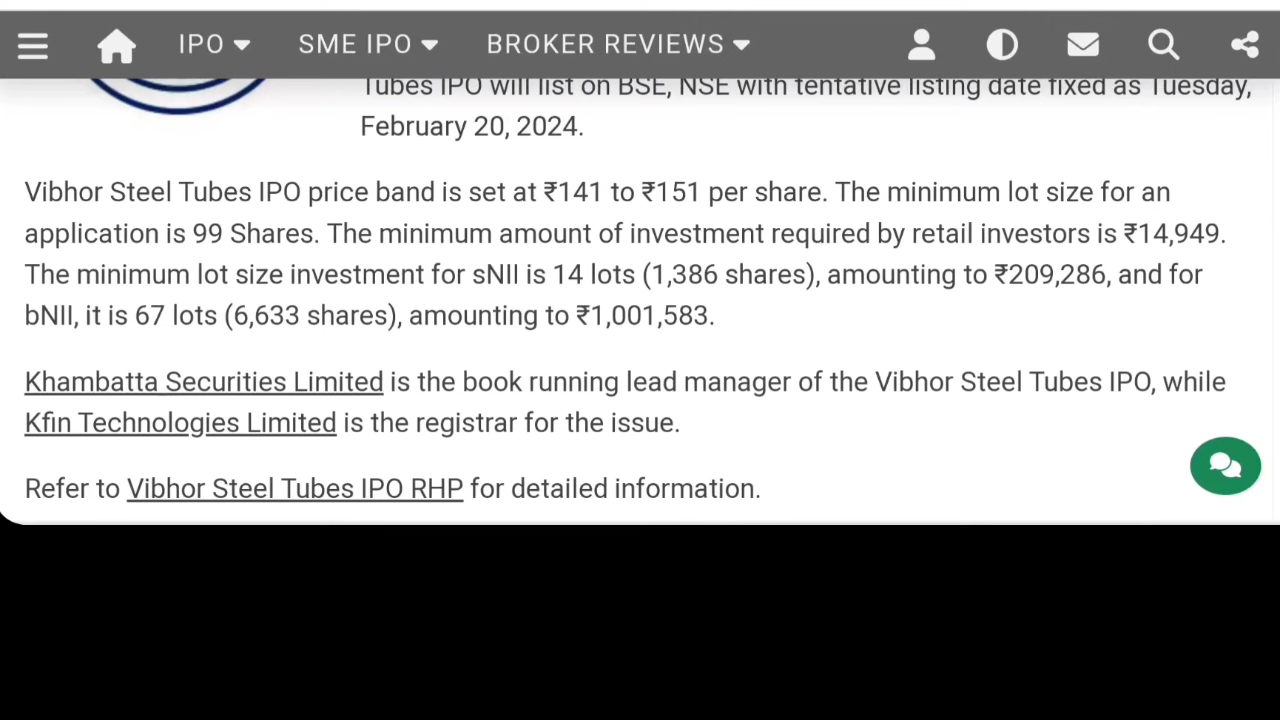 IPO SME IPO BROKER REVIEWS
Tubes IPO will list on BSE, NSE with tentative listing date fixed as Tuesday,
February 20, 2024.
Vibhor Steel Tubes IPO price band is set at ₹141 to ₹151 per share. The minimum lot size for an
application is 99 Shares. The minimum amount of investment required by retail investors is ₹14,949.
The minimum lot size investment for sNII is 14 lots (1,386 shares), amounting to ₹209,286, and for
bNII, it is 67 lots (6,633 shares), amounting to ₹1,001,583.
Khambatta Securities Limited is the book running lead manager of the Vibhor Steel Tubes IPO, while
Kfin Technologies Limited is the registrar for the issue.
Refer to Vibhor Steel Tubes IPO RHP for detailed information.